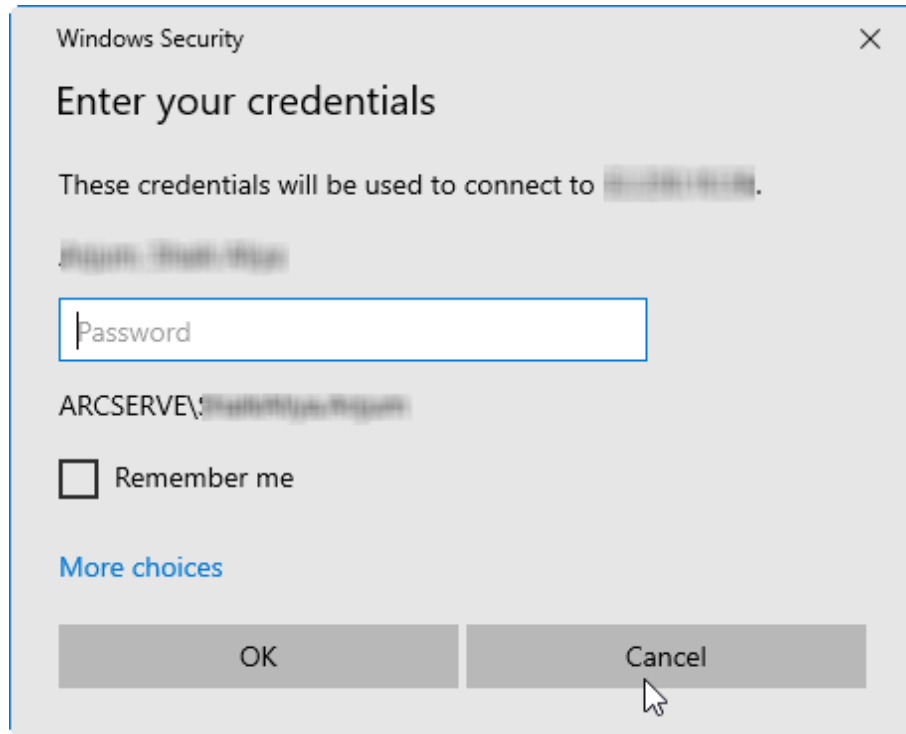 Windows Security
Enter your credentials
These credentials will be used to connect to .
Password
ARCSERVE\
Remember me
More choices
OK Cancel